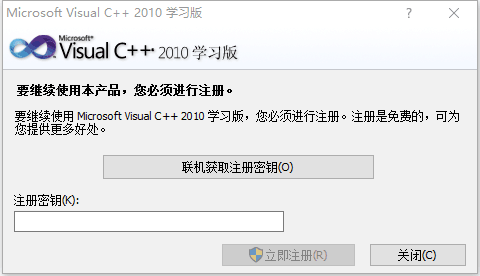 Microsoft Visual C++ 2010 学习版
Microsoft®
Visual C++® 2010 学习版
要继续使用本产品，您必须进行注册。
要继续使用 Microsoft Visual C++ 2010 学习版，您必须进行注册。注册是免费的，可为
您提供更多好处。
联机获取注册密钥(O)
注册密钥(K):
立即注册(R)
关闭(C)